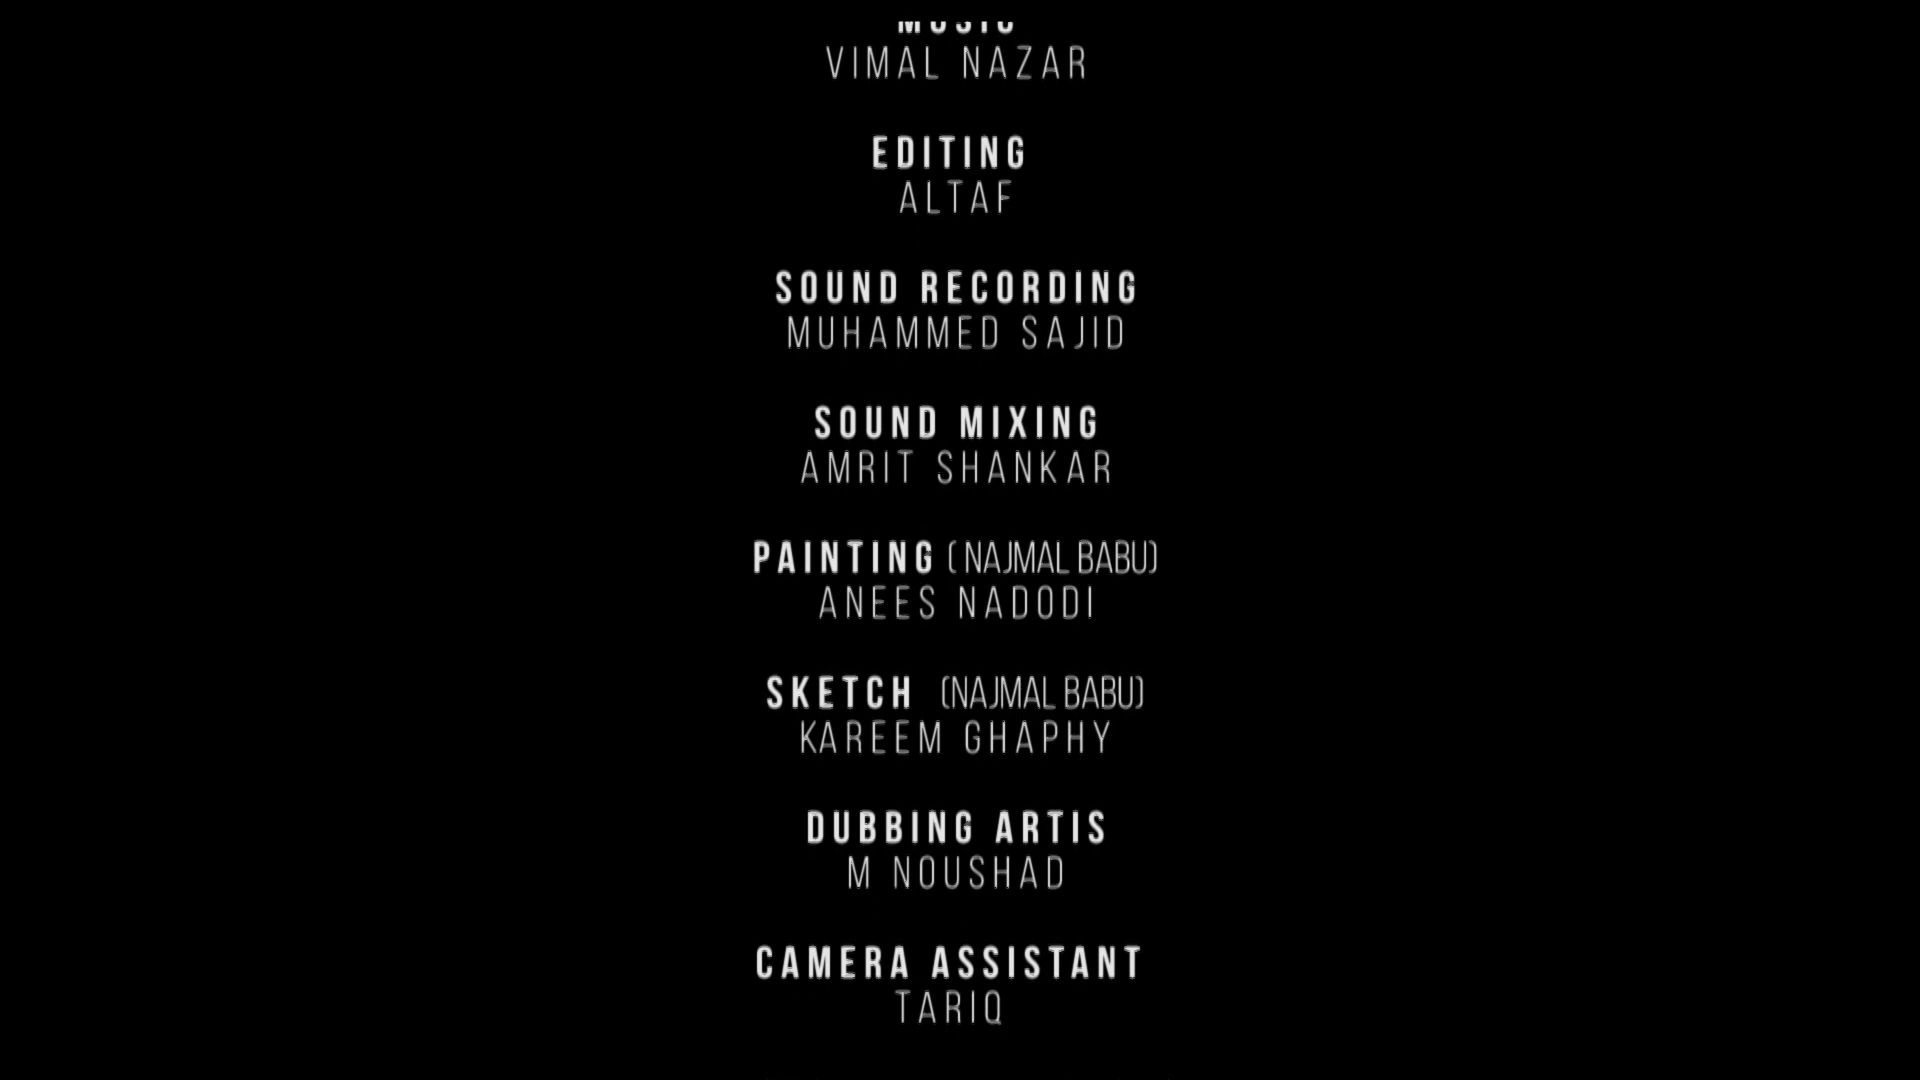 MUSIC
VIMAL NAZAR
EDITING
ALTAF
SOUND RECORDING
MUHAMMED SAJID
SOUND MIXING
AMRIT SHANKAR
PAINTING ( NAJMAL BABU)
ANEES NADODI
SKETCH (NAJMAL BABU)
KAREEM GHAPHY
DUBBING ARTIS
M NOUSHAD
CAMERA ASSISTANT
TARIQ